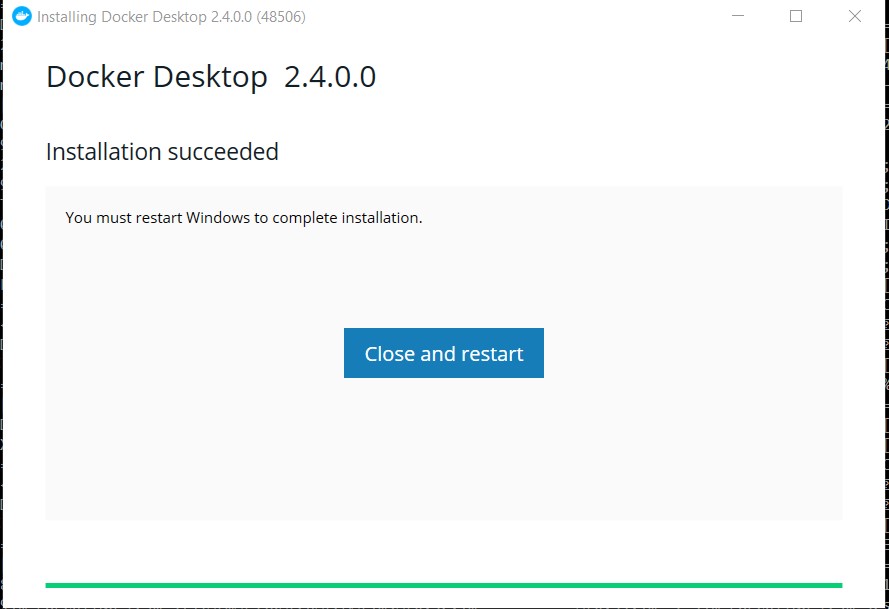 Installing Docker Desktop 2.4.0.0 (48506)
Docker Desktop 2.4.0.0
Installation succeeded
You must restart Windows to complete installation.
Close and restart